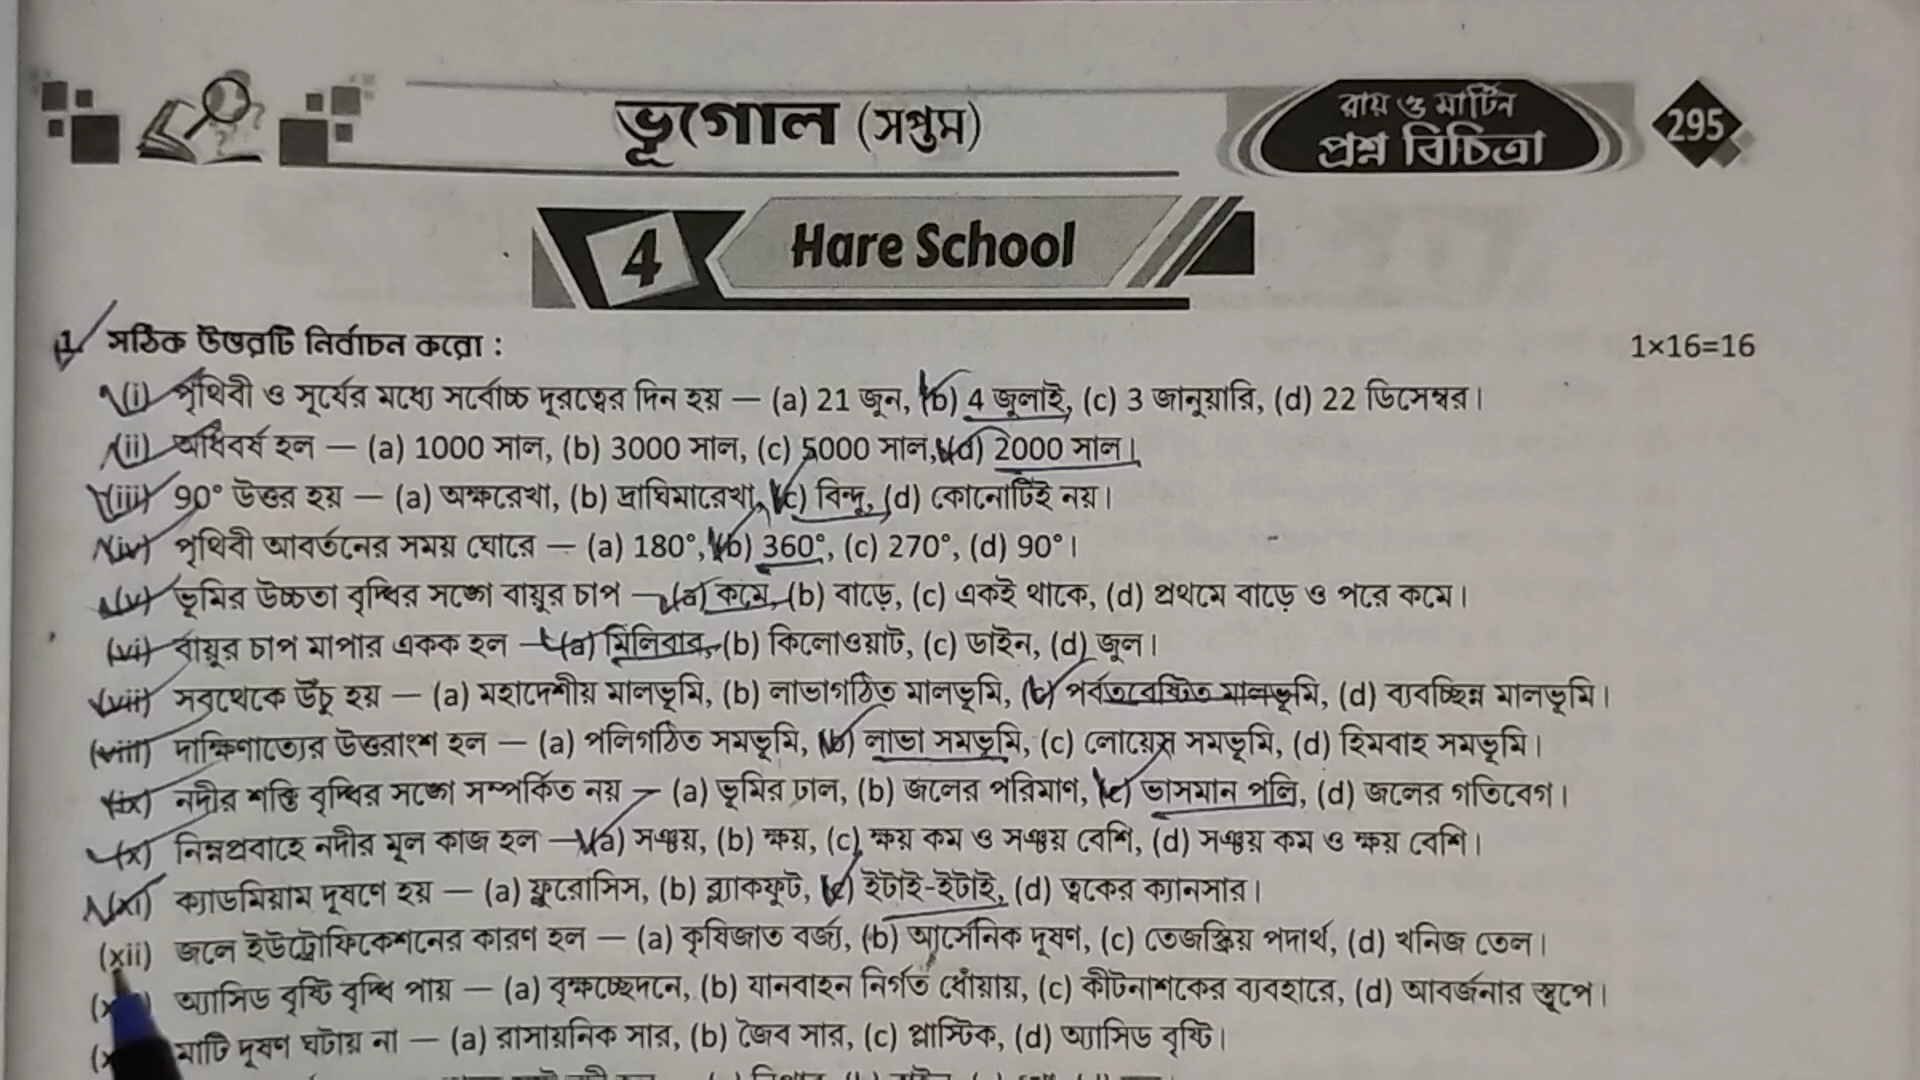 ভূগোল (সপ্তম)
রায় ও মার্টিন
প্রশ্ন বিচিত্রা
295
4 Hare School
1. সঠিক উত্তরটি নির্বাচন করো : 1×16=16
(i) পৃথিবী ও সূর্যের মধ্যে সর্বোচ্চ দূরত্বের দিন হয় — (a) 21 জুন, (b) 4 জুলাই, (c) 3 জানুয়ারি, (d) 22 ডিসেম্বর।
(ii) অধিবর্ষ হল — (a) 1000 সাল, (b) 3000 সাল, (c) 5000 সাল, (d) 2000 সাল।
(iii) 90° উত্তর হয় — (a) অক্ষরেখা, (b) দ্রাঘিমারেখা, (c) বিন্দু, (d) কোনোটিই নয়।
(iv) পৃথিবী আবর্তনের সময় ঘোরে — (a) 180°, (b) 360°, (c) 270°, (d) 90°।
(v) ভূমির উচ্চতা বৃদ্ধির সঙ্গে বায়ুর চাপ — (a) কমে, (b) বাড়ে, (c) একই থাকে, (d) প্রথমে বাড়ে ও পরে কমে।
(vi) বায়ুর চাপ মাপার একক হল — (a) মিলিবার, (b) কিলোওয়াট, (c) ডাইন, (d) জুল।
(vii) সবথেকে উঁচু হয় — (a) মহাদেশীয় মালভূমি, (b) লাভাগঠিত মালভূমি, (c) পর্বতবেষ্টিত মালভূমি, (d) ব্যবচ্ছিন্ন মালভূমি।
(viii) দাক্ষিণাত্যের উত্তরাংশ হল — (a) পলিগঠিত সমভূমি, (b) লাভা সমভূমি, (c) লোয়েস সমভূমি, (d) হিমবাহ সমভূমি।
(ix) নদীর শক্তি বৃদ্ধির সঙ্গে সম্পর্কিত নয় — (a) ভূমির ঢাল, (b) জলের পরিমাণ, (c) ভাসমান পলি, (d) জলের গতিবেগ।
(x) নিম্নপ্রবাহে নদীর মূল কাজ হল — (a) সঞ্চয়, (b) ক্ষয়, (c) ক্ষয় কম ও সঞ্চয় বেশি, (d) সঞ্চয় কম ও ক্ষয় বেশি।
(xi) ক্যাডমিয়াম দূষণে হয় — (a) ফ্লুরোসিস, (b) ব্ল্যাকফুট, (c) ইটাই-ইটাই, (d) ত্বকের ক্যানসার।
(xii) জলে ইউট্রোফিকেশনের কারণ হল — (a) কৃষিজাত বর্জ্য, (b) আর্সেনিক দূষণ, (c) তেজস্ক্রিয় পদার্থ, (d) খনিজ তেল।
অ্যাসিড বৃষ্টি বৃদ্ধি পায় — (a) বৃক্ষচ্ছেদনে, (b) যানবাহন নির্গত ধোঁয়ায়, (c) কীটনাশকের ব্যবহারে, (d) আবর্জনার স্তূপে।
মাটি দূষণ ঘটায় না — (a) রাসায়নিক সার, (b) জৈব সার, (c) প্লাস্টিক, (d) অ্যাসিড বৃষ্টি।